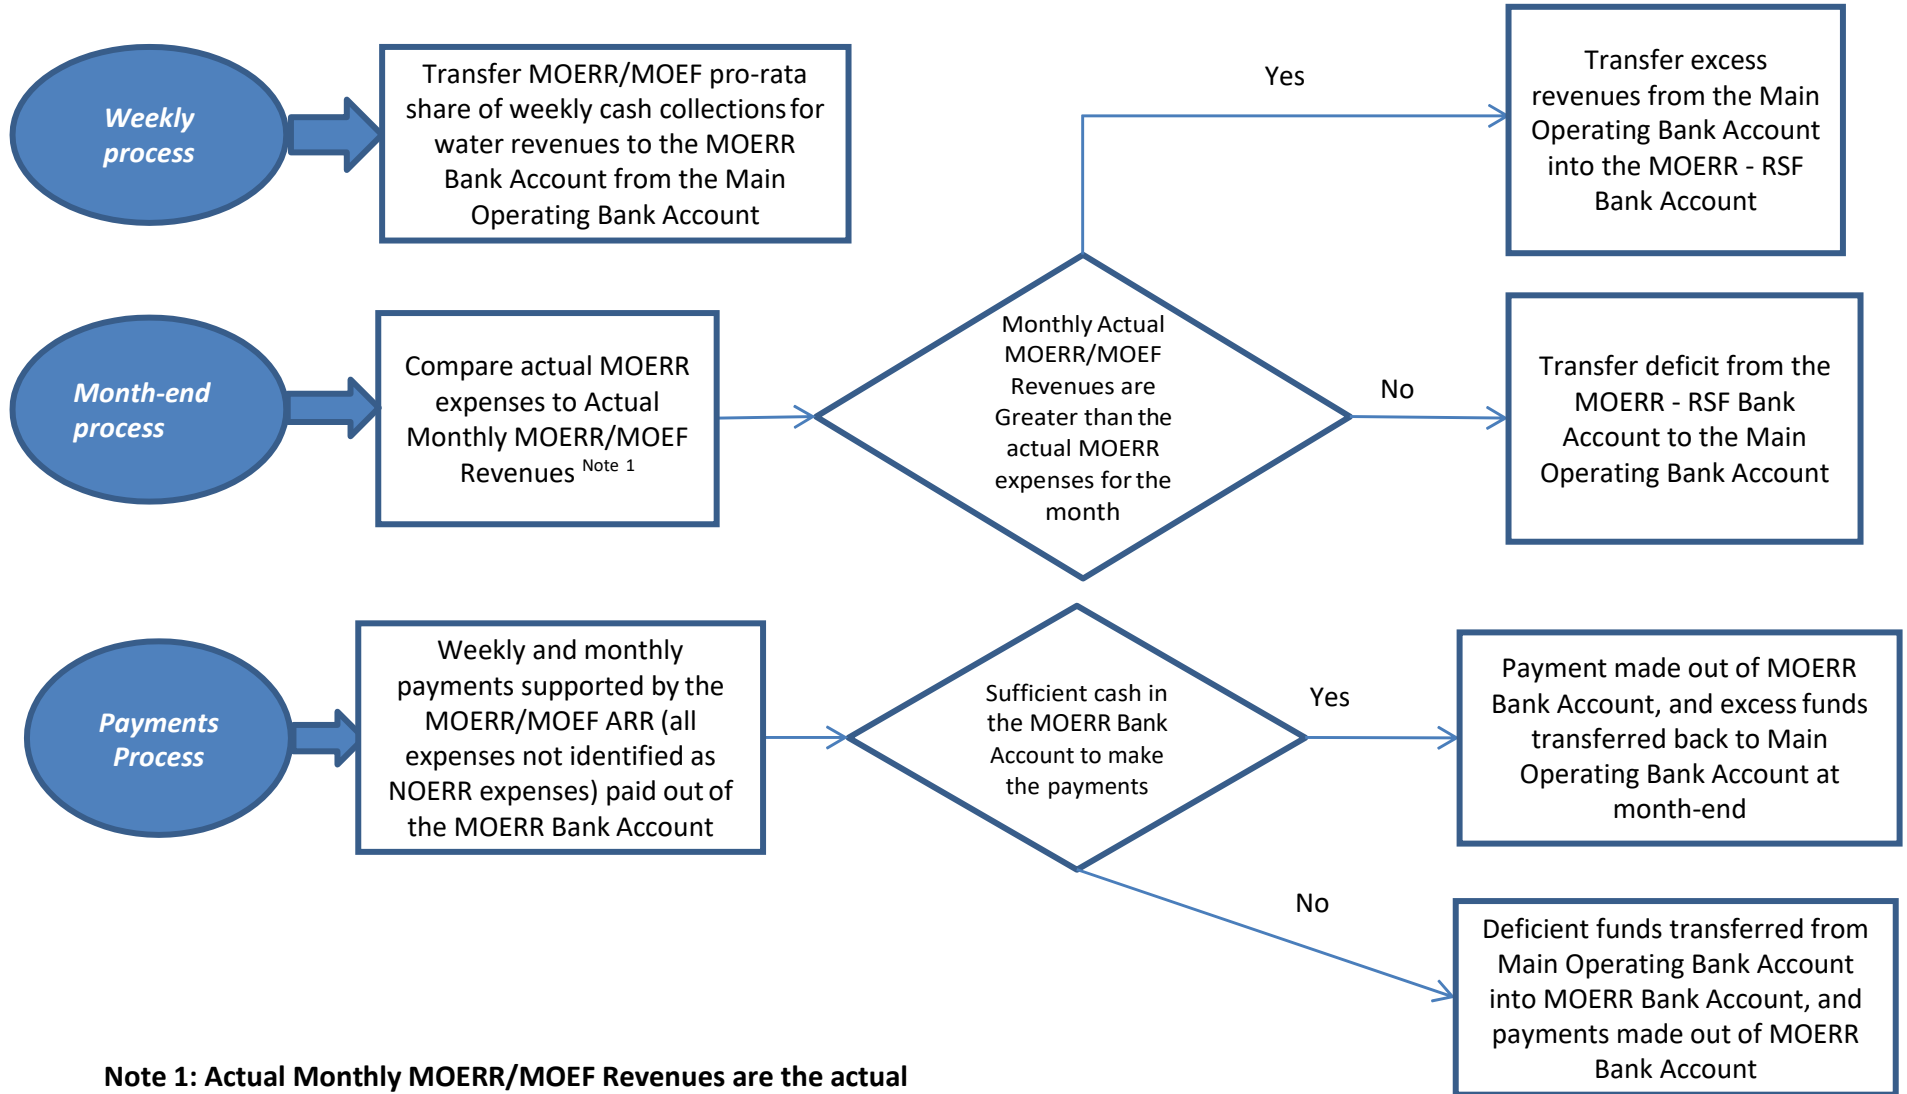 Weekly
process
Transfer MOERR/MOEF pro-rata
share of weekly cash collections for
water revenues to the MOERR
Bank Account from the Main
Operating Bank Account
Yes
Transfer excess
revenues from the Main
Operating Bank Account
into the MOERR - RSF
Bank Account
Month-end
process
Compare actual MOERR
expenses to Actual
Monthly MOERR/MOEF
Revenues Note 1
Monthly Actual
MOERR/MOEF
Revenues are
Greater than the
actual MOERR
expenses for the
month
No
Transfer deficit from the
MOERR - RSF Bank
Account to the Main
Operating Bank Account
Payments
Process
Weekly and monthly
payments supported by the
MOERR/MOEF ARR (all
expenses not identified as
NOERR expenses) paid out of
the MOERR Bank Account
Sufficient cash in
the MOERR Bank
Account to make
the payments
Yes
Payment made out of MOERR
Bank Account, and excess funds
transferred back to Main
Operating Bank Account at
month-end
No
Deficient funds transferred from
Main Operating Bank Account
into MOERR Bank Account, and
payments made out of MOERR
Bank Account
Note 1: Actual Monthly MOERR/MOEF Revenues are the actual